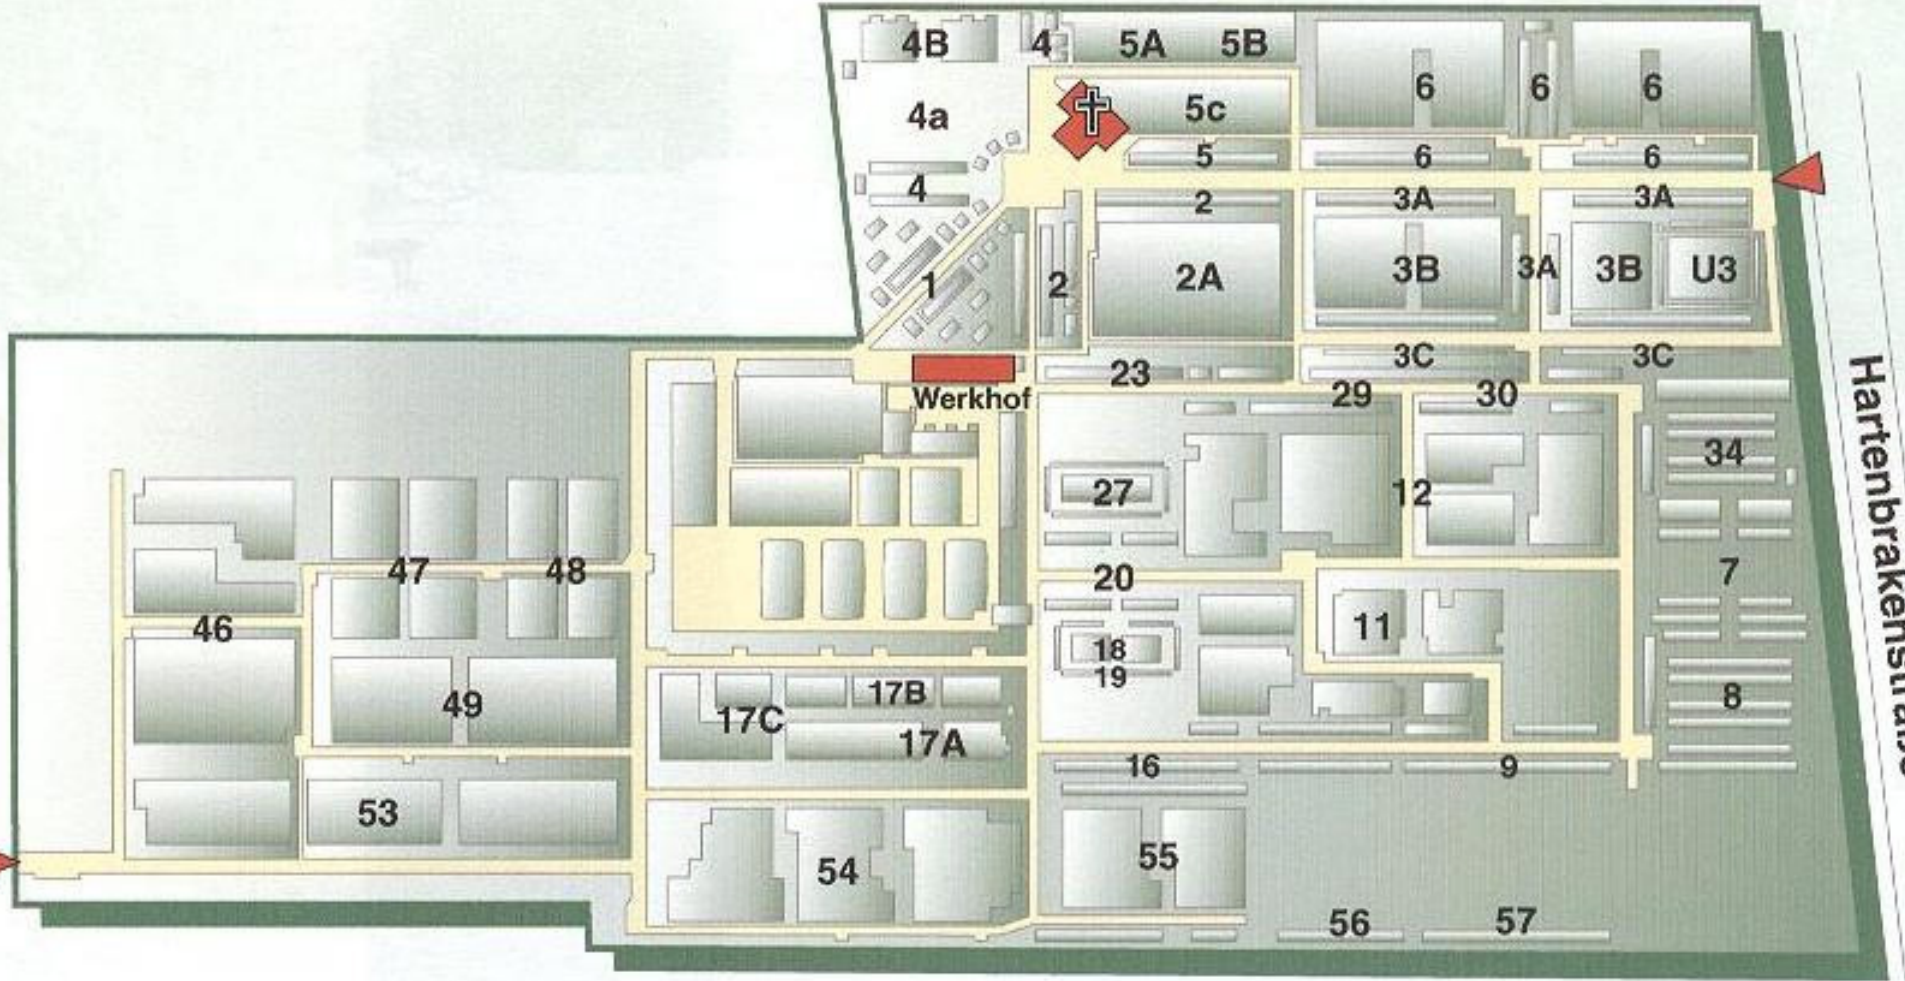 4B 4 5A 5B
6 6 6
4a 5c
5 6 6
4 2 3A 3A
1 2 2A 3B 3A 3B U3
23 3C 3C
Werkhof 29 30
34
27 12
47 48 20 7
46 11
18
19
49 17C 17B 8
17A
16 9
53 54 55
56 57
Hartenbrakenstraße